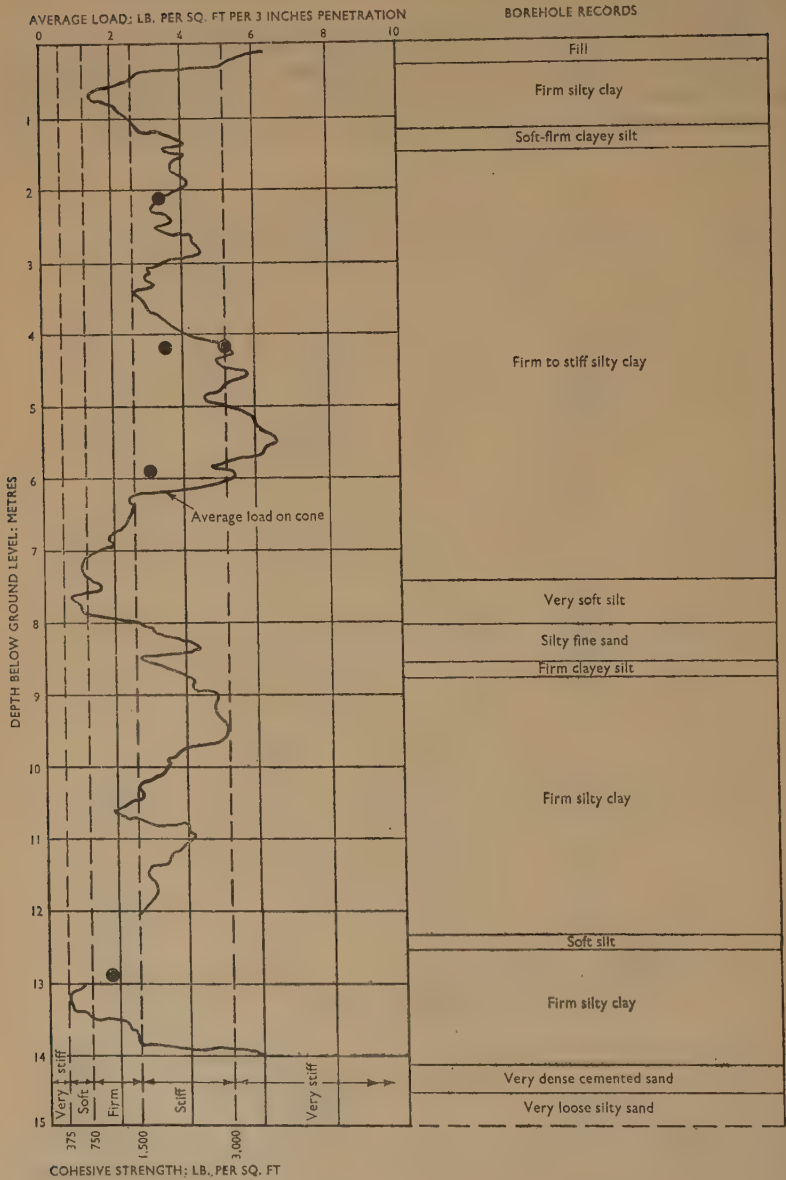 AVERAGE LOAD; LB. PER SQ. FT PER 3 INCHES PENETRATION
BOREHOLE RECORDS
0 2 4 6 8 10
Fill
Firm silty clay
1
Soft-firm clayey silt
2
3
4
Firm to stiff silty clay
5
6
Average load on cone
7
Very soft silt
8
Silty fine sand
Firm clayey silt
9
10
Firm silty clay
11
12
Soft silt
13
Firm silty clay
14
Very dense cemented sand
Very loose silty sand
15
DEPTH BELOW GROUND LEVEL: METRES
Very stiff
Soft
Firm
Stiff
Very stiff
375
750
1,500
3,000
COHESIVE STRENGTH; LB. PER SQ. FT